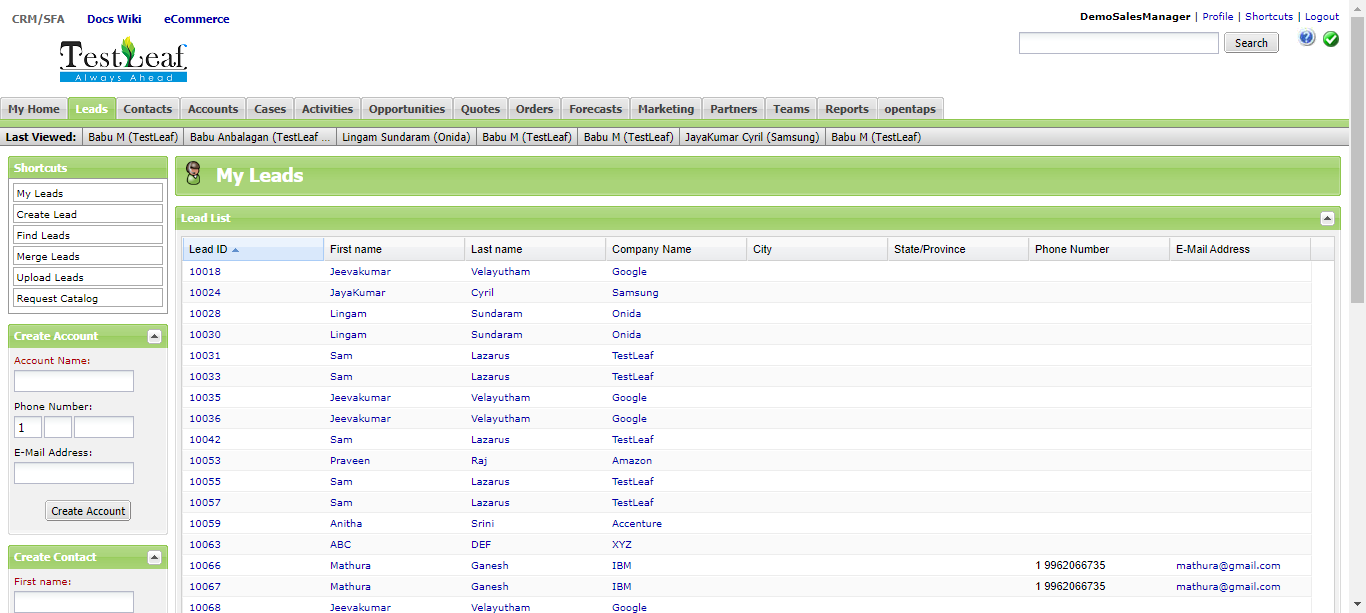 CRM/SFA Docs Wiki eCommerce
DemoSalesManager | Profile | Shortcuts | Logout
TestLeaf
Always Ahead
Search
My Home Leads Contacts Accounts Cases Activities Opportunities Quotes Orders Forecasts Marketing Partners Teams Reports opentaps
Last Viewed: Babu M (TestLeaf) Babu Anbalagan (TestLeaf ... Lingam Sundaram (Onida) Babu M (TestLeaf) Babu M (TestLeaf) JayaKumar Cyril (Samsung) Babu M (TestLeaf)
Shortcuts
My Leads
Create Lead
Find Leads
Merge Leads
Upload Leads
Request Catalog
Create Account
Account Name:
Phone Number:
1
E-Mail Address:
Create Account
Create Contact
First name:
My Leads
Lead List
Lead ID First name Last name Company Name City State/Province Phone Number E-Mail Address
10018 Jeevakumar Velayutham Google
10024 JayaKumar Cyril Samsung
10028 Lingam Sundaram Onida
10030 Lingam Sundaram Onida
10031 Sam Lazarus TestLeaf
10033 Sam Lazarus TestLeaf
10035 Jeevakumar Velayutham Google
10036 Jeevakumar Velayutham Google
10042 Sam Lazarus TestLeaf
10053 Praveen Raj Amazon
10055 Sam Lazarus TestLeaf
10057 Sam Lazarus TestLeaf
10059 Anitha Srini Accenture
10063 ABC DEF XYZ
10066 Mathura Ganesh IBM 1 9962066735 mathura@gmail.com
10067 Mathura Ganesh IBM 1 9962066735 mathura@gmail.com
10068 Jeevakumar Velayutham Google